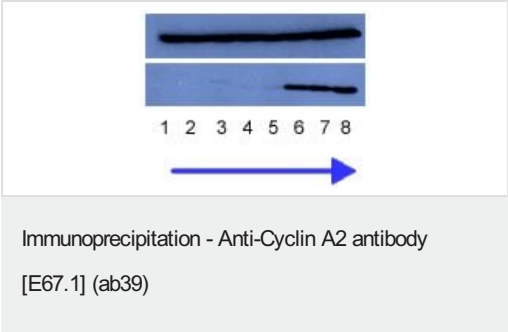 1 2 3 4 5 6 7 8
Immunoprecipitation - Anti-Cyclin A2 antibody
[E67.1] (ab39)